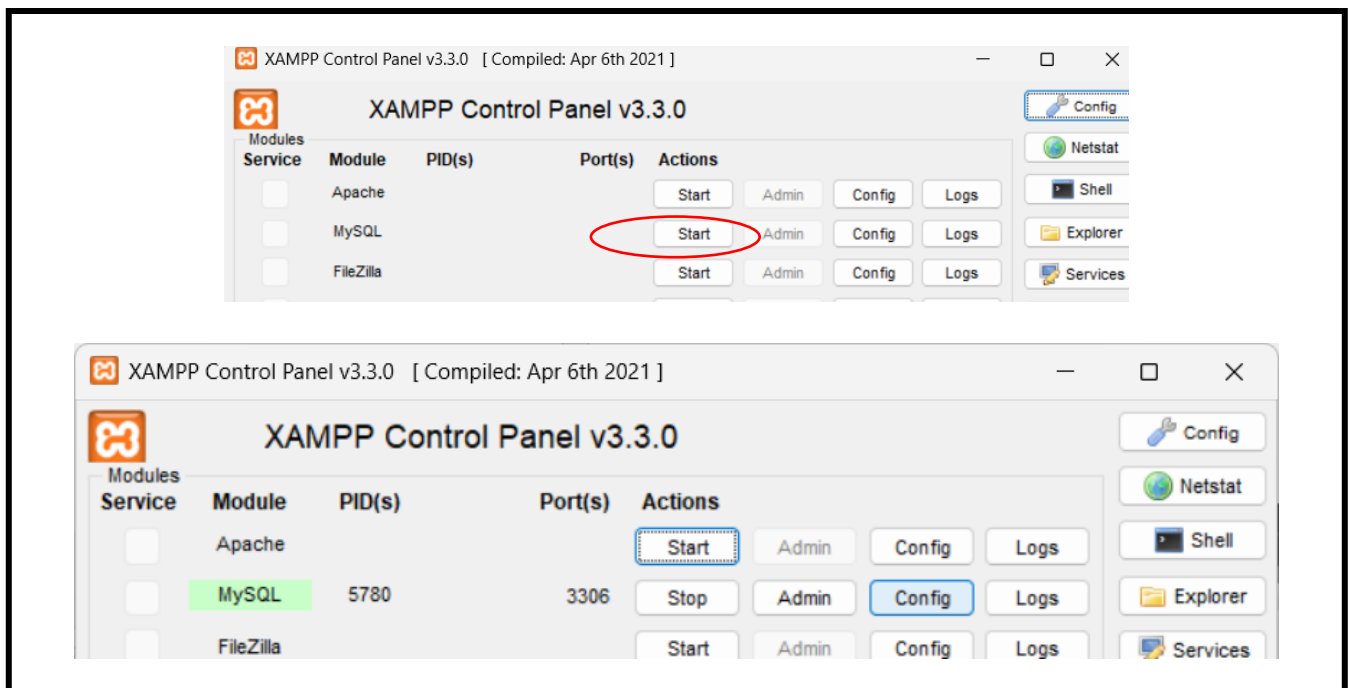 XAMPP Control Panel v3.3.0 [ Compiled: Apr 6th 2021 ]
XAMPP Control Panel v3.3.0
Config
Modules
Service Module PID(s) Port(s) Actions
Netstat
Apache Start Admin Config Logs
Shell
MySQL Start Admin Config Logs
Explorer
FileZilla Start Admin Config Logs
Services
XAMPP Control Panel v3.3.0 [ Compiled: Apr 6th 2021 ]
XAMPP Control Panel v3.3.0
Config
Modules
Service Module PID(s) Port(s) Actions
Netstat
Apache Start Admin Config Logs
Shell
MySQL 5780 3306 Stop Admin Config Logs
Explorer
FileZilla Start Admin Config Logs
Services